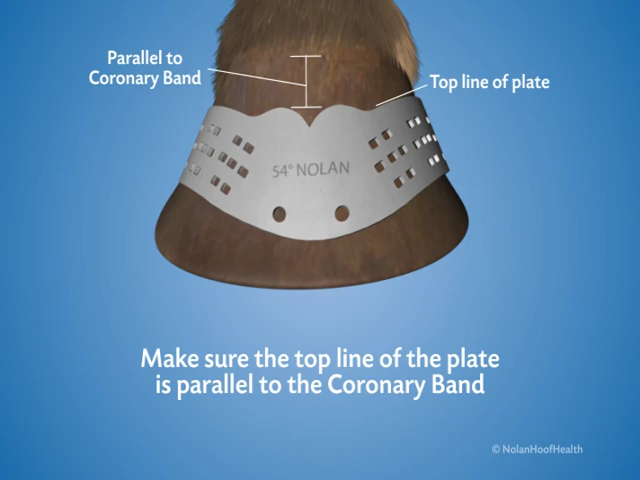 Parallel to
Coronary Band
Top line of plate
54° NOLAN
Make sure the top line of the plate
is parallel to the Coronary Band
© NolanHoofHealth